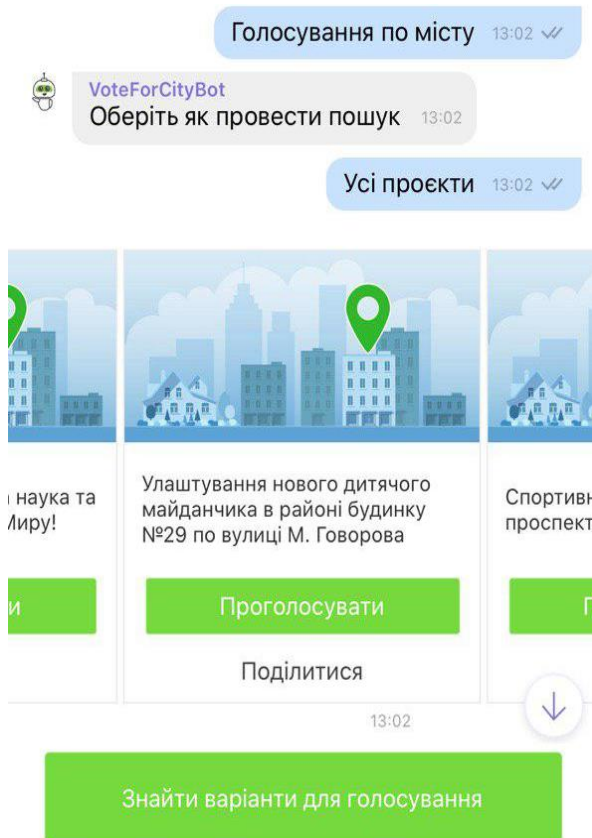 Голосування по місту 13:02
VoteForCityBot
Оберіть як провести пошук 13:02
Усі проєкти 13:02
наука та
Миру!
и
Улаштування нового дитячого
майданчика в районі будинку
№29 по вулиці М. Говорова
Проголосувати
Поділитися
Спортивн
проспект
П
13:02
Знайти варіанти для голосування